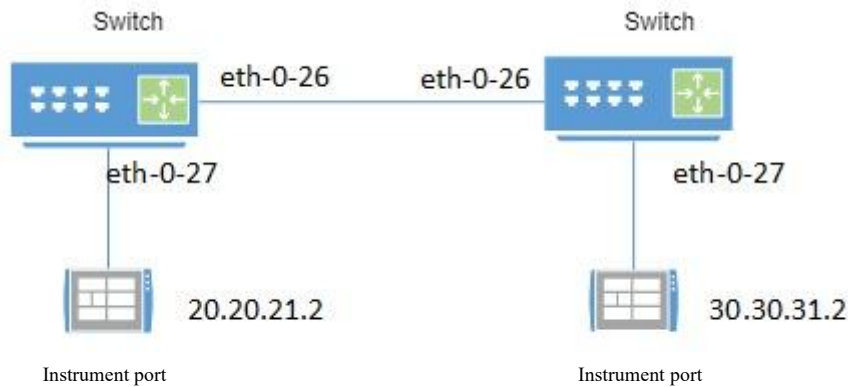 Switch
Switch
eth-0-26
eth-0-26
eth-0-27
eth-0-27
20.20.21.2
30.30.31.2
Instrument port
Instrument port